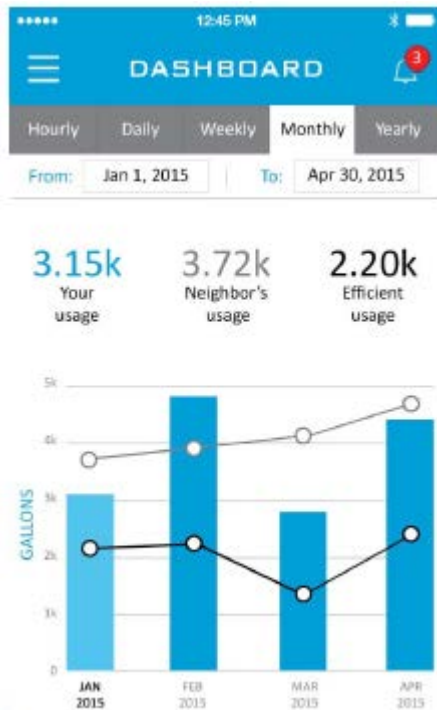 12:45 PM
DASHBOARD
3
Hourly Daily Weekly Monthly Yearly
From: Jan 1, 2015 To: Apr 30, 2015
3.15k 3.72k 2.20k
Your Neighbor's Efficient
usage usage usage
5k
4k
3k
2k
1k
0
GALLONS
JAN FEB MAR APR
2015 2015 2015 2015